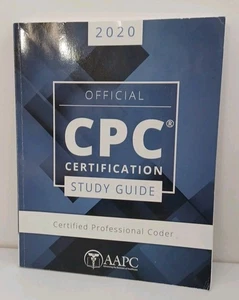 2020
OFFICIAL
CPC®
CERTIFICATION
STUDY GUIDE
Certified Professional Coder
AAPC